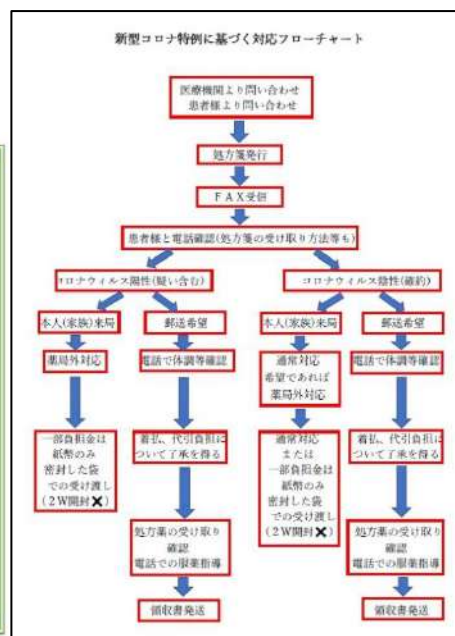 新型コロナ特例に基づく対応フローチャート
医療機関より問い合わせ
患者様より問い合わせ
処方箋発行
ＦＡＸ受信
患者様と電話確認(処方箋の受け取り方法等も)
コロナウィルス陽性(疑い含む)
コロナウィルス陰性(確約)
本人(家族)来局
郵送希望
本人(家族)来局
郵送希望
薬局外対応
電話で体調等確認
通常対応
希望であれば
薬局外対応
電話で体調等確認
一部負担金は
紙幣のみ
密封した袋
での受け渡し
(２Ｗ開封✖)
着払、代引負担に
ついて了承を得る
通常対応
または
一部負担金は
紙幣のみ
密封した袋
での受け渡し
(２Ｗ開封✖)
着払、代引負担に
ついて了承を得る
処方薬の受け取り
確認
電話での服薬指導
処方薬の受け取り
確認
電話での服薬指導
領収書発送
領収書発送